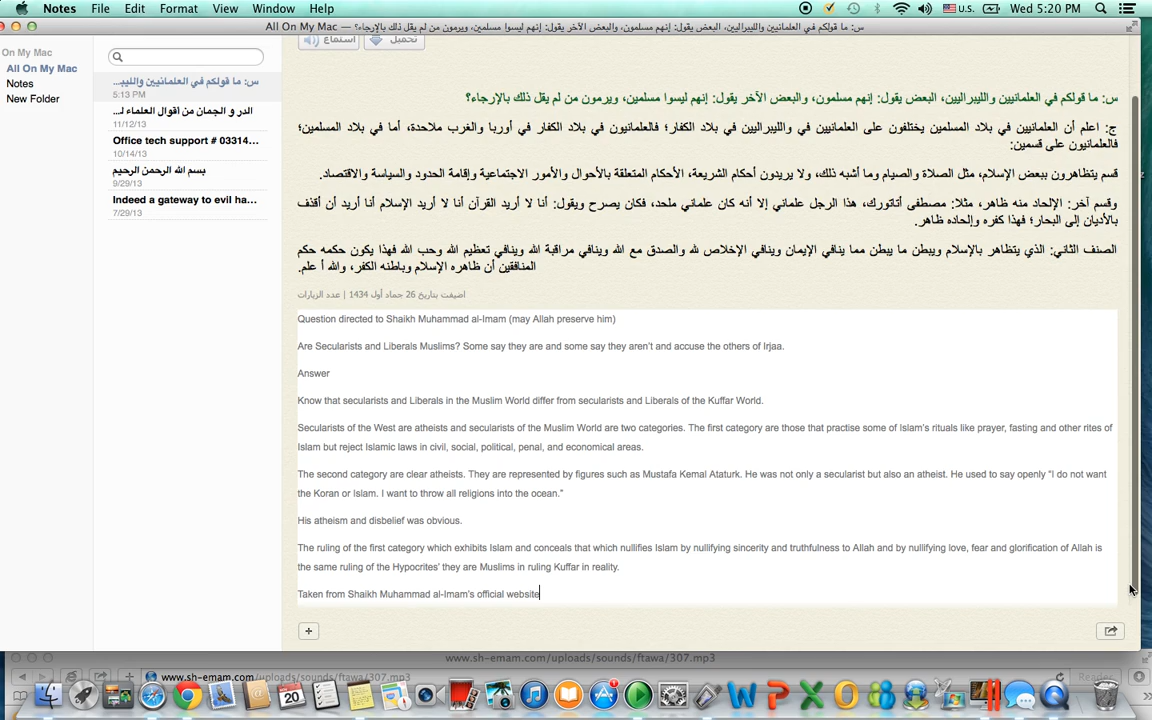 Notes File Edit Format View Window Help U.S. Wed 5:20 PM
All On My Mac — س: ما قولكم في العلمانيين والليبراليين، البعض يقول: إنهم مسلمون، والبعض الآخر يقول: إنهم ليسوا مسلمين، ويرمون من لم يقل ذلك بالإرجاء؟
On My Mac
All On My Mac
Notes
New Folder
س: ما قولكم في العلمانيين والليبـ...
5:13 PM
الدر و الجمان من أقوال العلماء لـ...
11/12/13
Office tech support # 03314...
10/14/13
بسم الله الرحمن الرحيم
9/29/13
Indeed a gateway to evil ha...
7/29/13
استماع تحميل
س: ما قولكم في العلمانيين والليبراليين، البعض يقول: إنهم مسلمون، والبعض الآخر يقول: إنهم ليسوا مسلمين، ويرمون من لم يقل ذلك بالإرجاء؟
ج: اعلم أن العلمانيين في بلاد المسلمين يختلفون على العلمانيين في والليبراليين في بلاد الكفار؛ فالعلمانيون في بلاد الكفار في أوربا والغرب ملاحدة، أما في بلاد المسلمين؛
فالعلمانيون على قسمين:
قسم يتظاهرون ببعض الإسلام، مثل الصلاة والصيام وما أشبه ذلك، ولا يريدون أحكام الشريعة، الأحكام المتعلقة بالأحوال والأمور الاجتماعية وإقامة الحدود والسياسة والاقتصاد.
وقسم آخر: الإلحاد منه ظاهر، مثلا: مصطفى أتاتورك، هذا الرجل علماني إلا أنه كان علماني ملحد، فكان يصرح ويقول: أنا لا أريد القرآن أنا لا أريد الإسلام أنا أريد أن أقذف
بالأديان إلى البحار؛ فهذا كفره وإلحاده ظاهر.
الصنف الثاني: الذي يتظاهر بالإسلام ويبطن ما يبطن مما ينافي الإيمان وينافي الإخلاص لله والصدق مع الله وينافي مراقبة الله وينافي تعظيم الله وحب الله فهذا يكون حكمه حكم
المنافقين أن ظاهره الإسلام وباطنه الكفر، والله أ علم.
اضيفت بتاريخ 26 جماد أول 1434 | عدد الزيارات
Question directed to Shaikh Muhammad al-Imam (may Allah preserve him)
Are Secularists and Liberals Muslims? Some say they are and some say they aren't and accuse the others of Irjaa.
Answer
Know that secularists and Liberals in the Muslim World differ from secularists and Liberals of the Kuffar World.
Secularists of the West are atheists and secularists of the Muslim World are two categories. The first category are those that practise some of Islam's rituals like prayer, fasting and other rites of
Islam but reject Islamic laws in civil, social, political, penal, and economical areas.
The second category are clear atheists. They are represented by figures such as Mustafa Kemal Ataturk. He was not only a secularist but also an atheist. He used to say openly "I do not want
the Koran or Islam. I want to throw all religions into the ocean."
His atheism and disbelief was obvious.
The ruling of the first category which exhibits Islam and conceals that which nullifies Islam by nullifying sincerity and truthfulness to Allah and by nullifying love, fear and glorification of Allah is
the same ruling of the Hypocrites' they are Muslims in ruling Kuffar in reality.
Taken from Shaikh Muhammad al-Imam's official website
www.sh-emam.com/uploads/sounds/ftawa/307.mp3
www.sh-emam.com/uploads/sounds/ftawa/307.mp3
Reader